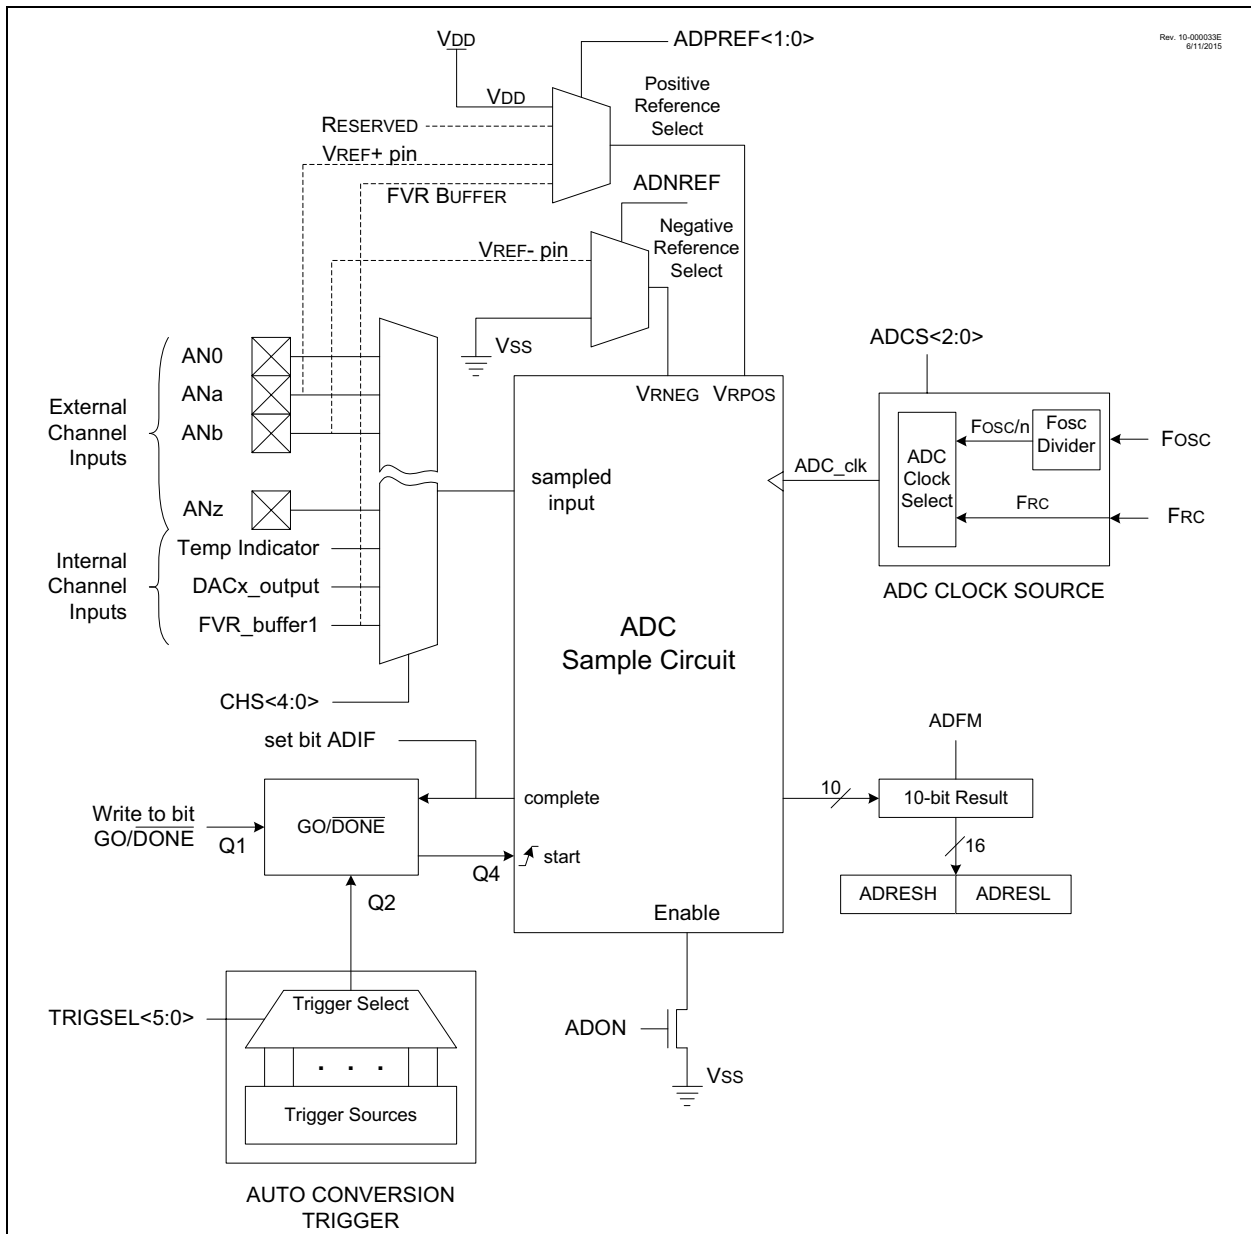 Rev. 10-000033E
6/11/2015
VDD
ADPREF<1:0>
VDD
Positive
Reference
Select
RESERVED
VREF+ pin
FVR BUFFER
ADNREF
VREF- pin
Negative
Reference
Select
VSS
External
Channel
Inputs
AN0
ANa
ANb
ANz
Internal
Channel
Inputs
Temp Indicator
DACx_output
FVR_buffer1
CHS<4:0>
VRNEG VRPOS
sampled
input
ADC
Sample Circuit
ADCS<2:0>
ADC_clk
ADC
Clock
Select
FOSC/n
Fosc
Divider
FOSC
FRC
FRC
ADC CLOCK SOURCE
set bit ADIF
complete
Write to bit
GO/DONE
Q1
GO/DONE
Q4
start
Q2
Enable
ADFM
10
10-bit Result
16
ADRESH
ADRESL
TRIGSEL<5:0>
Trigger Select
. . .
Trigger Sources
AUTO CONVERSION
TRIGGER
ADON
VSS